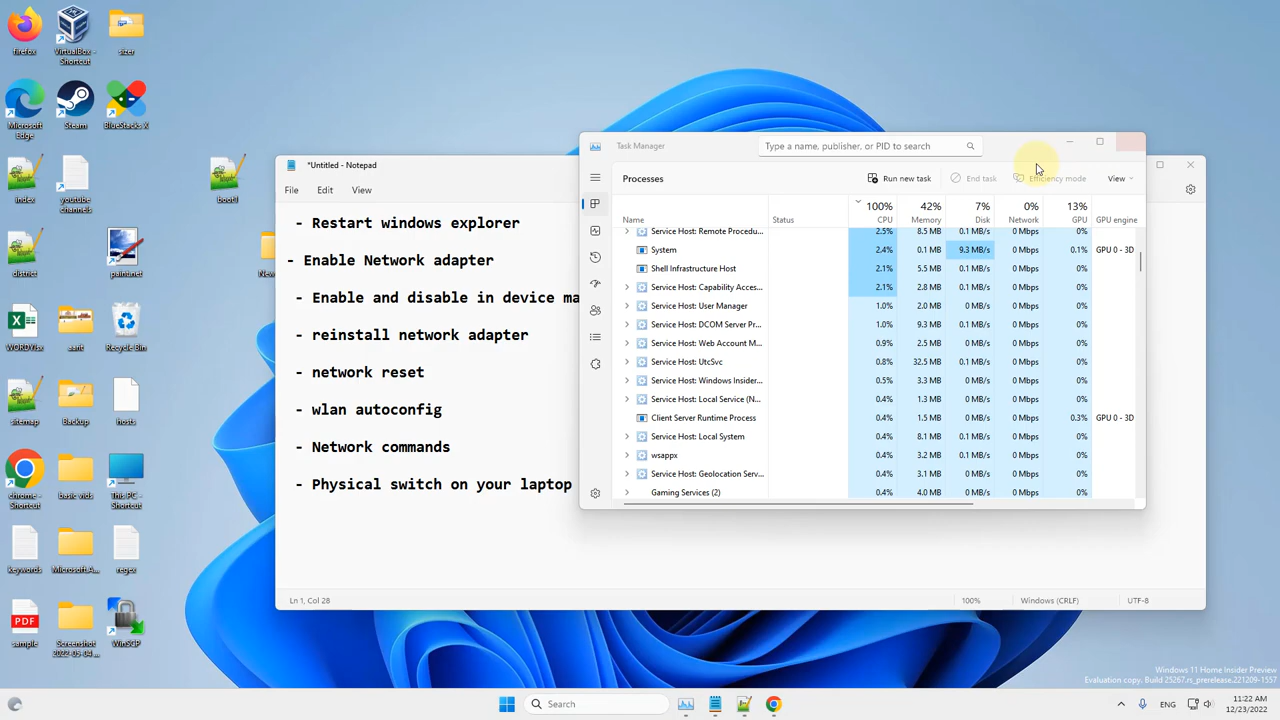 firefox
VirtualBox - Shortcut
sizer
Microsoft Edge
Steam
BlueStacks X
index
youtube channels
boot1
district
paint.net
WORDVisx
Recycle Bin
sitemap
Backup
hosts
chrome - Shortcut
basic vids
This PC - Shortcut
keywords
Microsoft.A...
regex
sample
Screenshot 2022-05-04 ...
WinSCP
*Untitled - Notepad
File Edit View
- Restart windows explorer
- Enable Network adapter
- Enable and disable in device ma
- reinstall network adapter
- network reset
- wlan autoconfig
- Network commands
- Physical switch on your laptop
Ln 1, Col 28 100% Windows (CRLF) UTF-8
Task Manager Type a name, publisher, or PID to search
Processes Run new task End task Efficiency mode View
100% 42% 7% 0% 13%
Name Status CPU Memory Disk Network GPU GPU engine
Service Host: Remote Procedu... 2.5% 8.5 MB 0.1 MB/s 0 Mbps 0%
System 2.4% 0.1 MB 9.3 MB/s 0 Mbps 0.1% GPU 0 - 3D
Shell Infrastructure Host 2.1% 5.5 MB 0.1 MB/s 0 Mbps 0%
Service Host: Capability Acces... 2.1% 2.8 MB 0.1 MB/s 0 Mbps 0%
Service Host: User Manager 1.0% 2.0 MB 0 MB/s 0 Mbps 0%
Service Host: DCOM Server Pr... 1.0% 9.3 MB 0.1 MB/s 0 Mbps 0%
Service Host: Web Account M... 0.9% 2.5 MB 0 MB/s 0 Mbps 0%
Service Host: UtcSvc 0.8% 32.5 MB 0.1 MB/s 0 Mbps 0%
Service Host: Windows Insider... 0.5% 3.3 MB 0 MB/s 0 Mbps 0%
Service Host: Local Service (N... 0.4% 1.9 MB 0 MB/s 0 Mbps 0%
Client Server Runtime Process 0.4% 1.5 MB 0 MB/s 0 Mbps 0.3% GPU 0 - 3D
Service Host: Local System 0.4% 8.1 MB 0.1 MB/s 0 Mbps 0%
wsappx 0.4% 3.2 MB 0 MB/s 0 Mbps 0%
Service Host: Geolocation Serv... 0.4% 3.1 MB 0 MB/s 0 Mbps 0%
Gaming Services (2) 0.4% 4.0 MB 0 MB/s 0 Mbps 0%
Windows 11 Home Insider Preview
Evaluation copy. Build 25267.rs_prerelease.221209-1557
Search
ENG
11:22 AM
12/23/2022